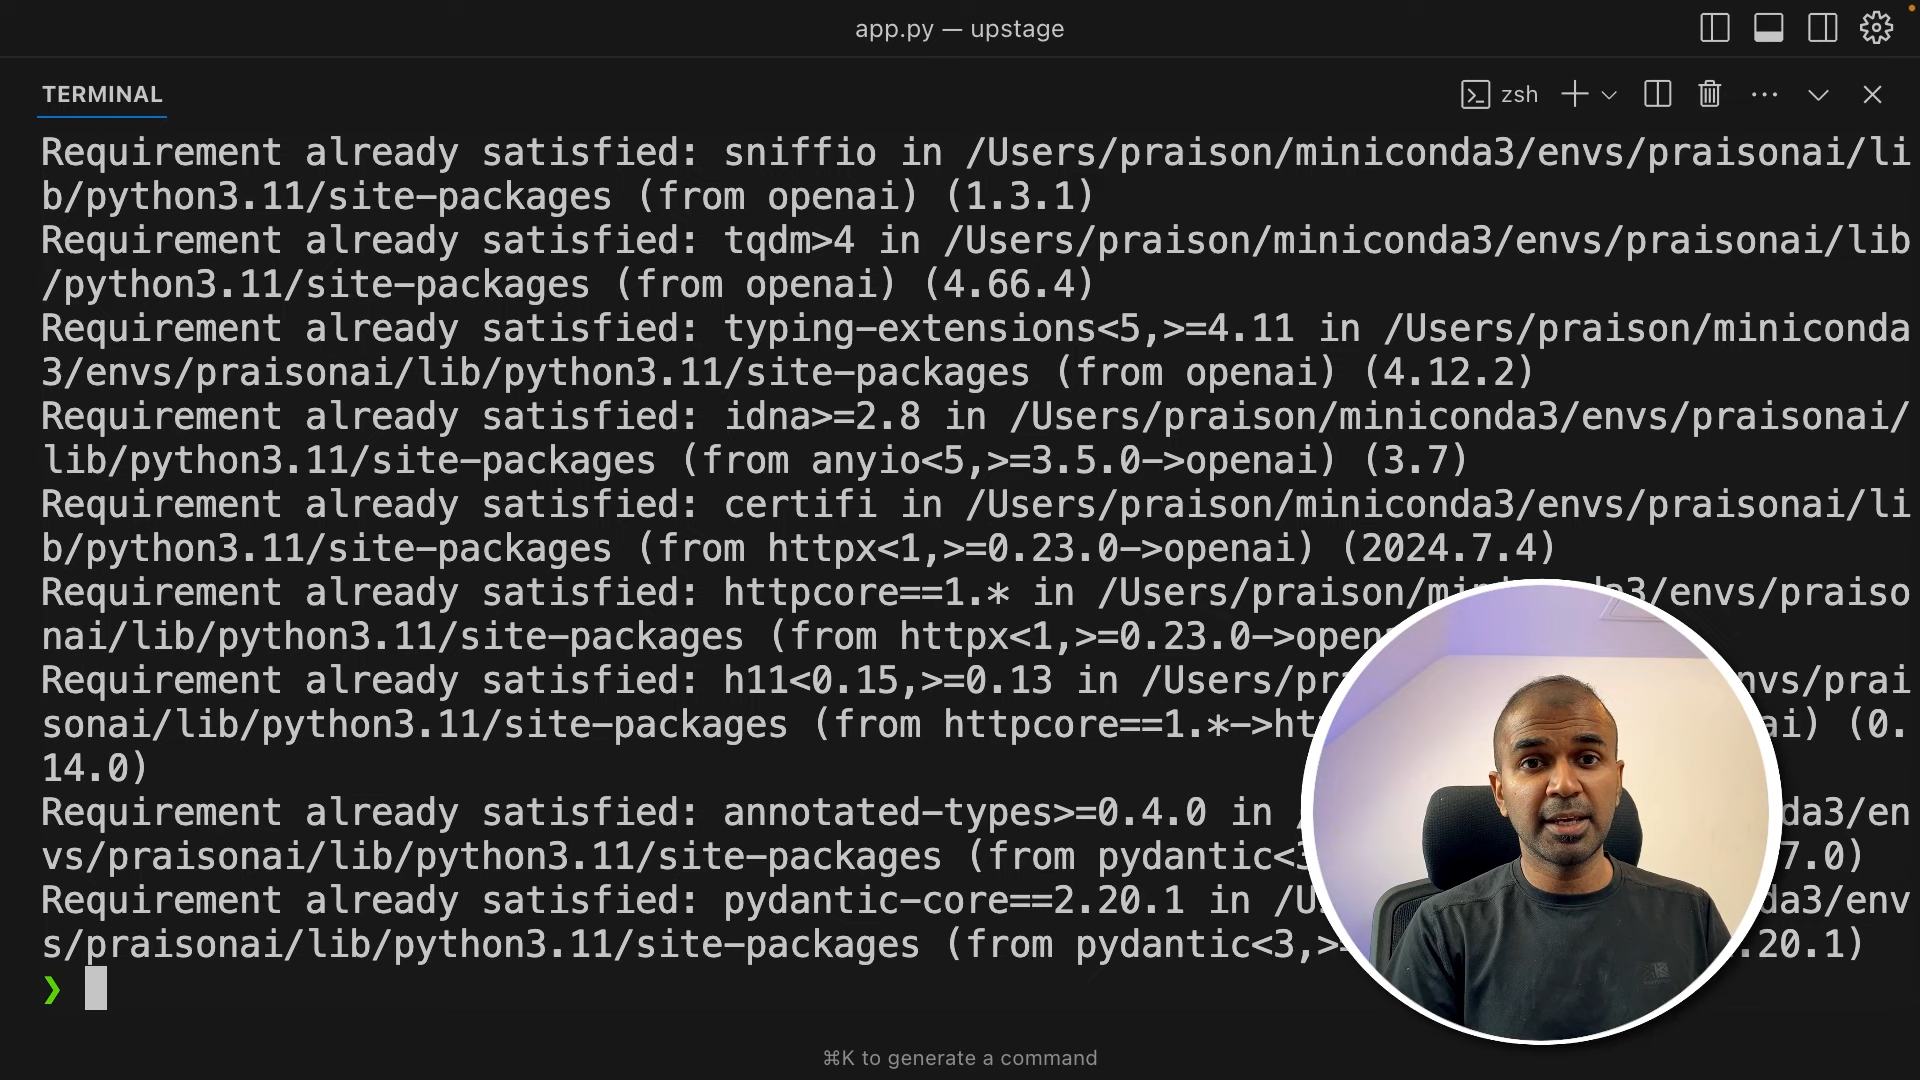 app.py — upstage
TERMINAL
zsh
Requirement already satisfied: sniffio in /Users/praison/miniconda3/envs/praisonai/li
b/python3.11/site-packages (from openai) (1.3.1)
Requirement already satisfied: tqdm>4 in /Users/praison/miniconda3/envs/praisonai/lib
/python3.11/site-packages (from openai) (4.66.4)
Requirement already satisfied: typing-extensions<5,>=4.11 in /Users/praison/miniconda
3/envs/praisonai/lib/python3.11/site-packages (from openai) (4.12.2)
Requirement already satisfied: idna>=2.8 in /Users/praison/miniconda3/envs/praisonai/
lib/python3.11/site-packages (from anyio<5,>=3.5.0->openai) (3.7)
Requirement already satisfied: certifi in /Users/praison/miniconda3/envs/praisonai/li
b/python3.11/site-packages (from httpx<1,>=0.23.0->openai) (2024.7.4)
Requirement already satisfied: httpcore==1.* in /Users/praison/mi da3/envs/praiso
nai/lib/python3.11/site-packages (from httpx<1,>=0.23.0->open
Requirement already satisfied: h11<0.15,>=0.13 in /Users/pr nvs/prai
sonai/lib/python3.11/site-packages (from httpcore==1.*->ht ai) (0.
14.0)
Requirement already satisfied: annotated-types>=0.4.0 in da3/en
vs/praisonai/lib/python3.11/site-packages (from pydantic< 7.0)
Requirement already satisfied: pydantic-core==2.20.1 in /U da3/env
s/praisonai/lib/python3.11/site-packages (from pydantic<3,> .20.1)
❯
⌘K to generate a command